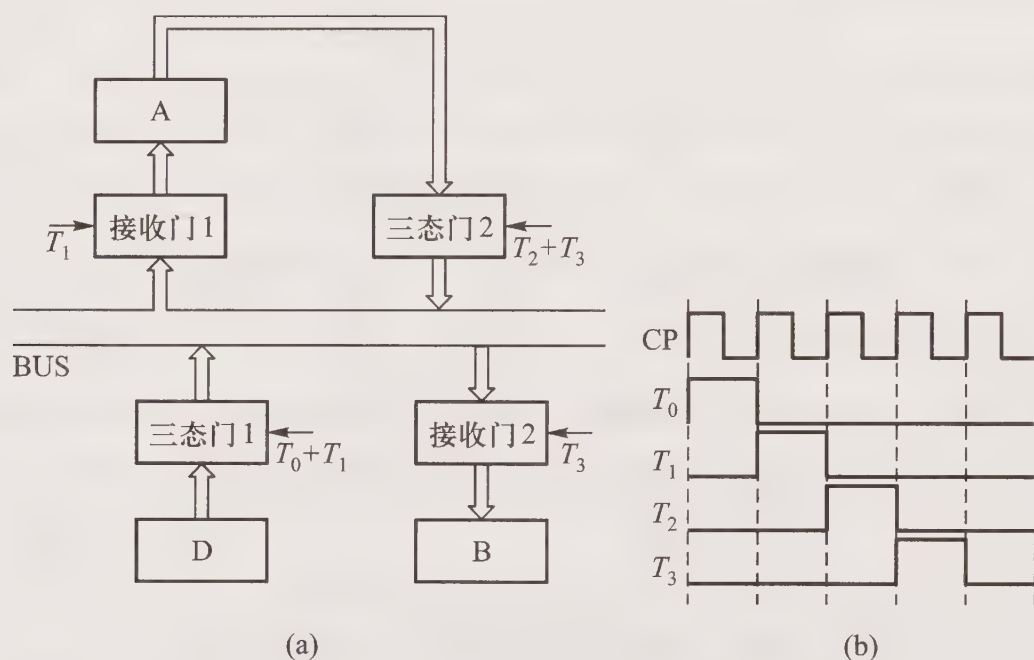 A
接收门1
T₁
三态门2
T₂+T₃
BUS
三态门1
T₀+T₁
接收门2
T₃
D
B
(a)
CP
T₀
T₁
T₂
T₃
(b)